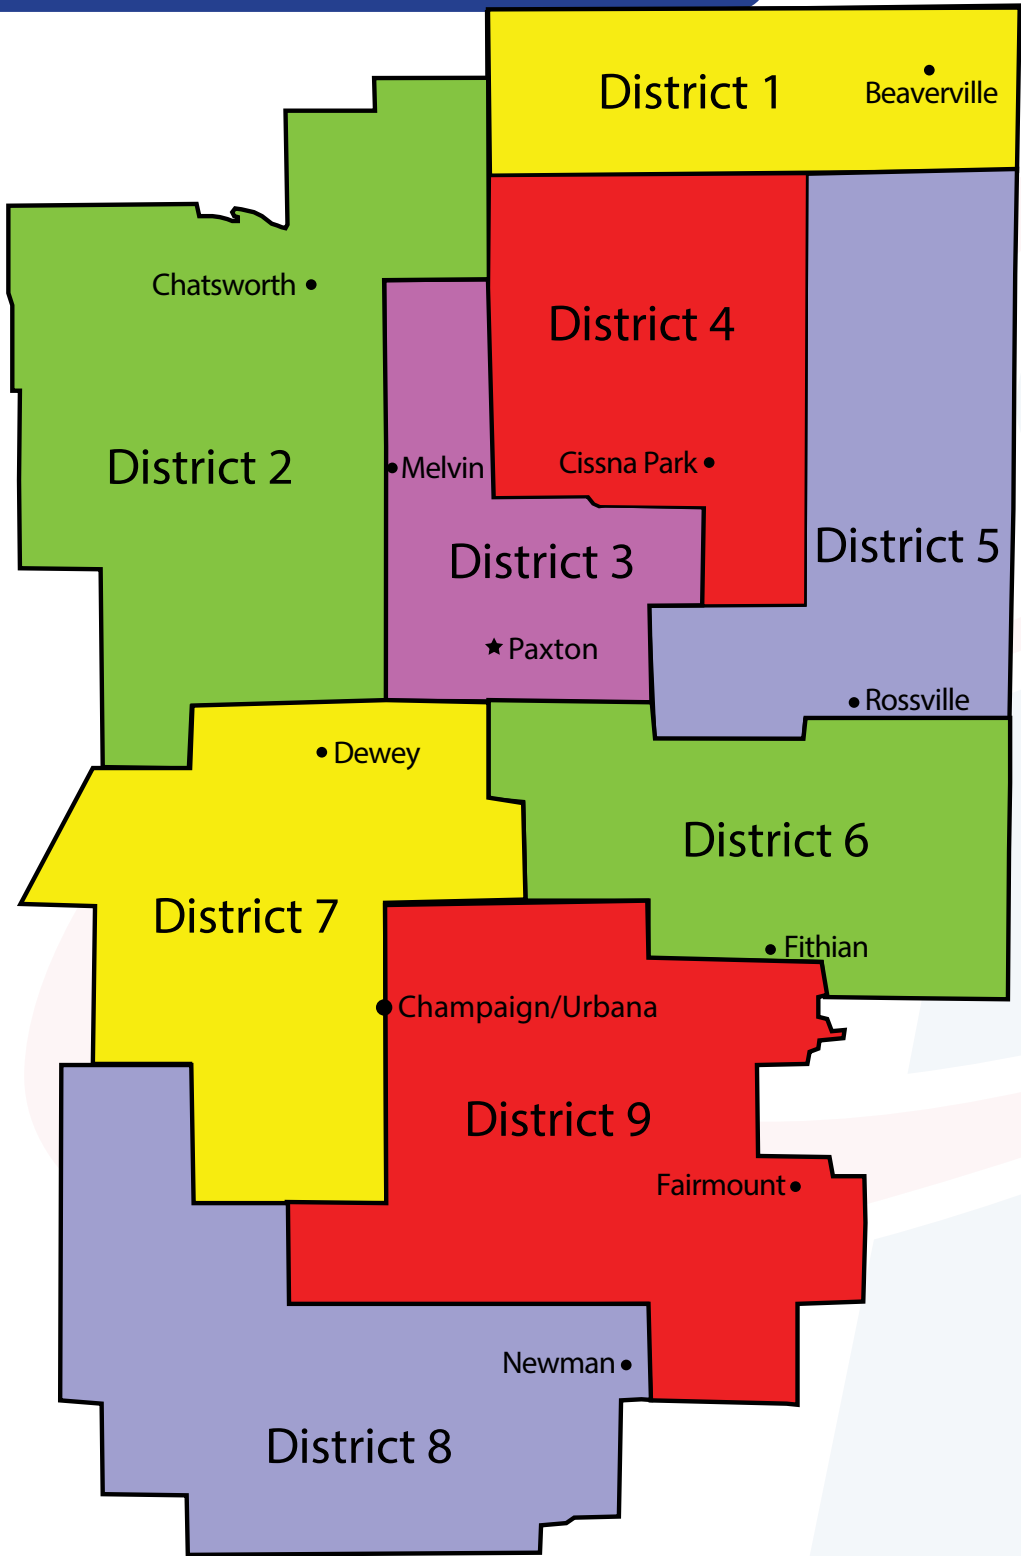 District 1
Beaverville
Chatsworth
District 4
District 2
Melvin
Cissna Park
District 3
District 5
Paxton
Rossville
Dewey
District 6
District 7
Fithian
Champaign/Urbana
District 9
Fairmount
Newman
District 8